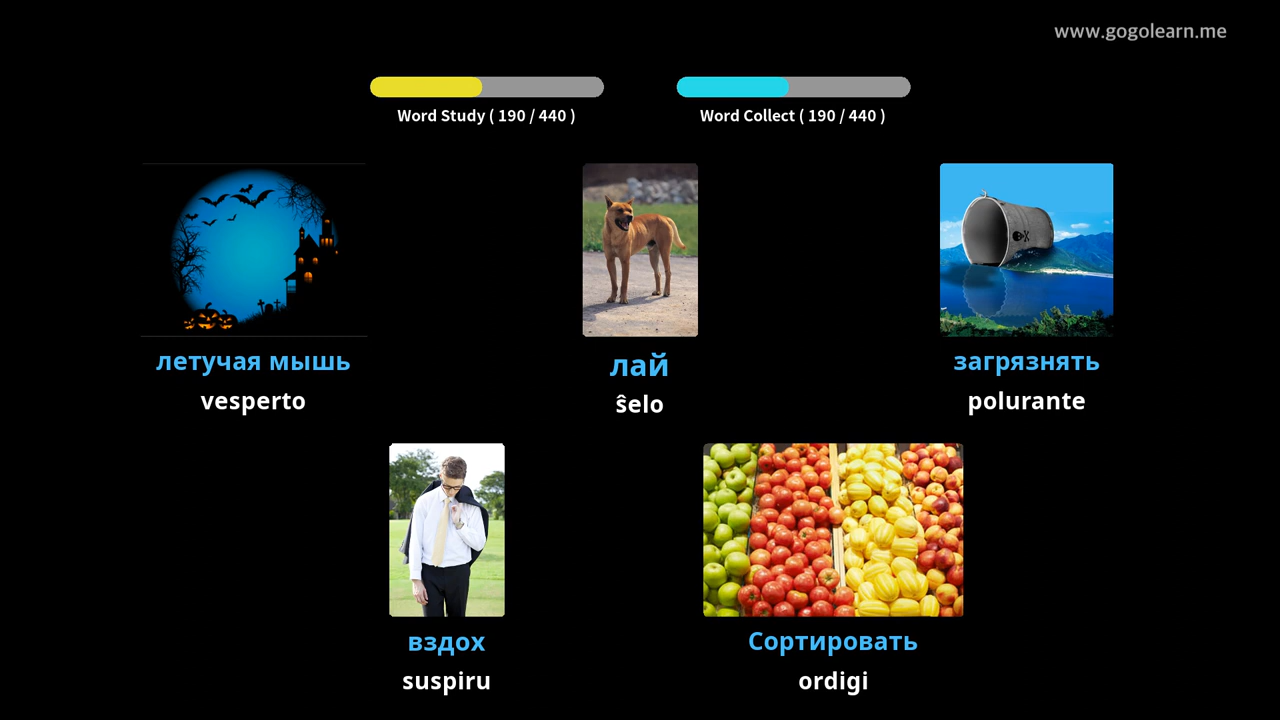 www.gogolearn.me
Word Study ( 190 / 440 )
Word Collect ( 190 / 440 )
летучая мышь
vesperto
лай
ŝelo
загрязнять
polurante
вздох
suspiru
Сортировать
ordigi